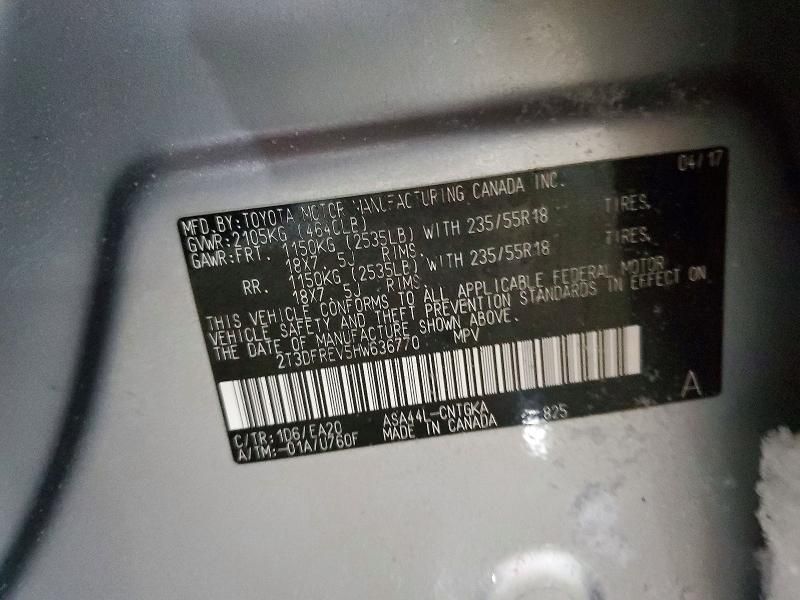 04/17
MFD.BY:TOYOTA MOTOR MANUFACTURING CANADA INC.
GVWR:2105KG (4640LB)
GAWR:FRT. 1150KG (2535LB) WITH 235/55R18 TIRES,
18X7.5J RIMS.
RR. 1150KG (2535LB) WITH 235/55R18 TIRES,
18X7.5J RIMS.
THIS VEHICLE CONFORMS TO ALL APPLICABLE FEDERAL MOTOR
VEHICLE SAFETY AND THEFT PREVENTION STANDARDS IN EFFECT ON
THE DATE OF MANUFACTURE SHOWN ABOVE.
2T3DFREV5HW636770 MPV
C/TR:1D6/EA20 ASA44L-CNTGKA 825
A/TM:-01A/U760F MADE IN CANADA
A